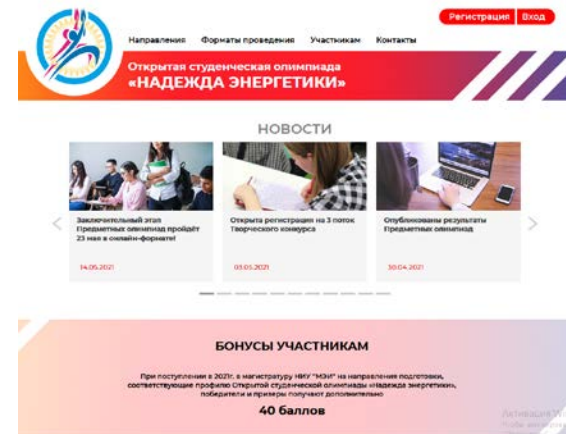 Регистрация Вход
Направления Форматы проведения Участникам Контакты
Открытая студенческая олимпиада
«НАДЕЖДА ЭНЕРГЕТИКИ»
НОВОСТИ
Заключительный этап
Предметных олимпиад пройдёт
23 мая в онлайн-формате!
14.05.2021
Открыта регистрация на 3 поток
Творческого конкурса
03.05.2021
Опубликованы результаты
Предметных олимпиад
30.04.2021
БОНУСЫ УЧАСТНИКАМ
При поступлении в 2021г. в магистратуру НИУ "МЭИ" на направления подготовки,
соответствующие профилю Открытой студенческой олимпиады «Надежда энергетики»,
победители и призеры получают дополнительно
40 баллов